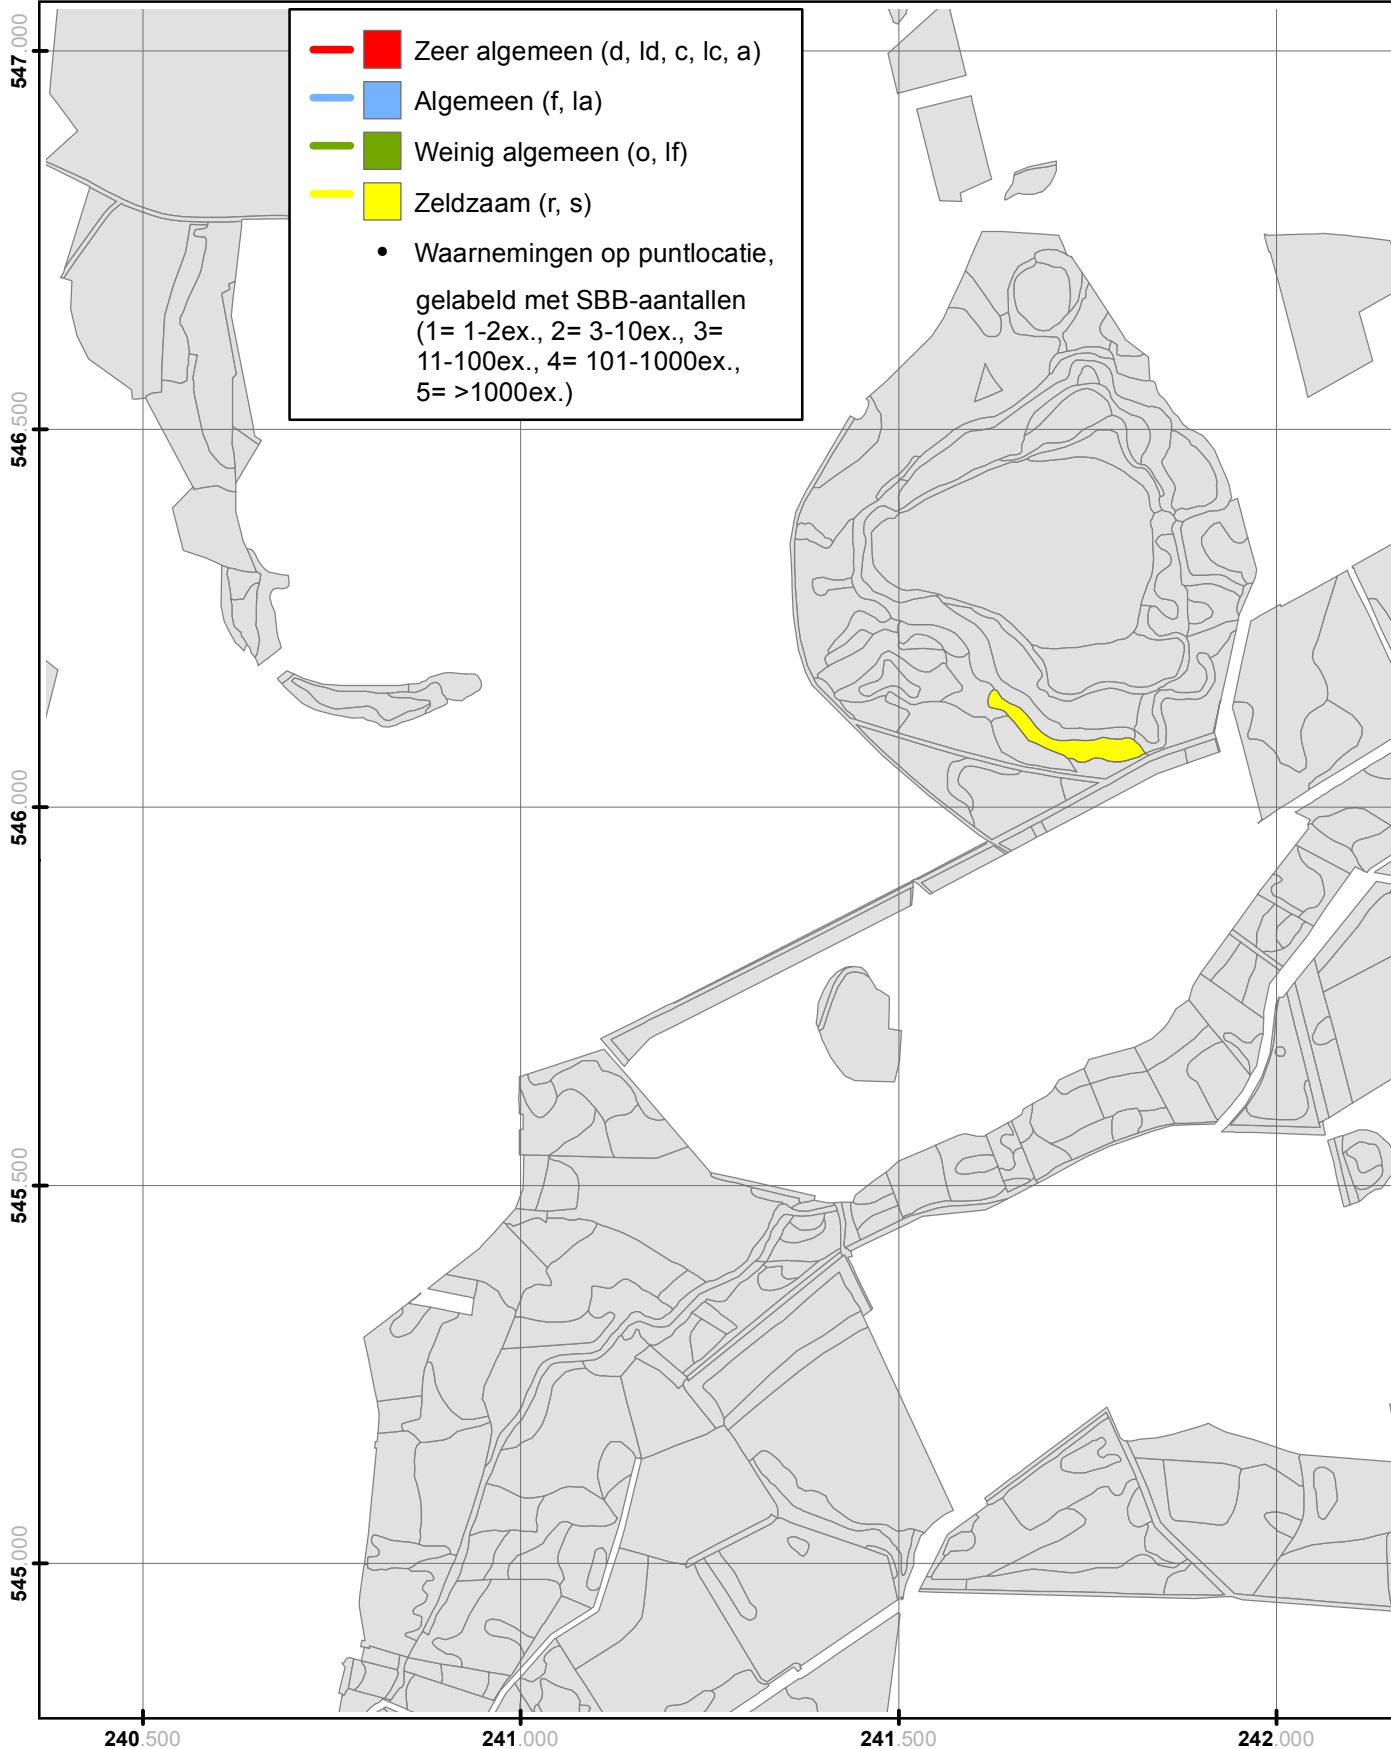 Zeer algemeen (d, ld, c, lc, a)
Algemeen (f, la)
Weinig algemeen (o, lf)
Zeldzaam (r, s)
Waarnemingen op puntlocatie,
gelabeld met SBB-aantallen
(1= 1-2ex., 2= 3-10ex., 3=
11-100ex., 4= 101-1000ex.,
5= >1000ex.)
547.000
546.500
546.000
545.500
545.000
240.500
241.000
241.500
242.000